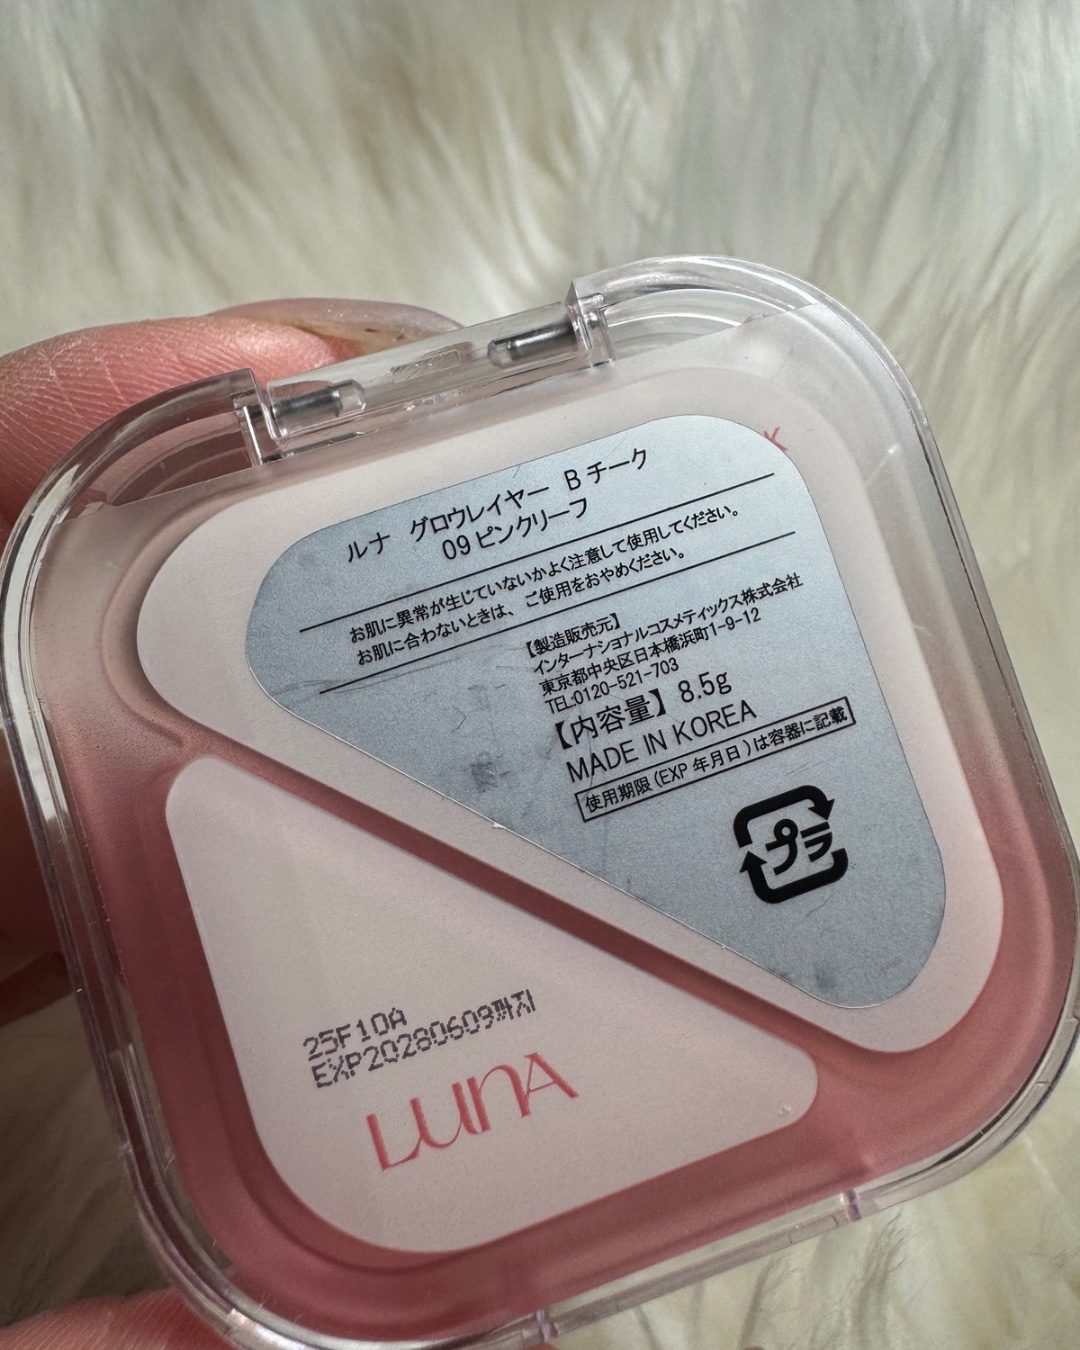 K
ルナ グロウレイヤー B チーク
09 ピンクリーフ
お肌に異常が生じていないかよく注意して使用してください。
お肌に合わないときは、ご使用をおやめください。
【製造販売元】
インターナショナルコスメティックス株式会社
東京都中央区日本橋浜町1-9-12
TEL:0120-521-703
【内容量】 8.5g
MADE IN KOREA
使用期限(EXP 年月日)は容器に記載
プラ
25F10A
EXP20280609까지
LUNA